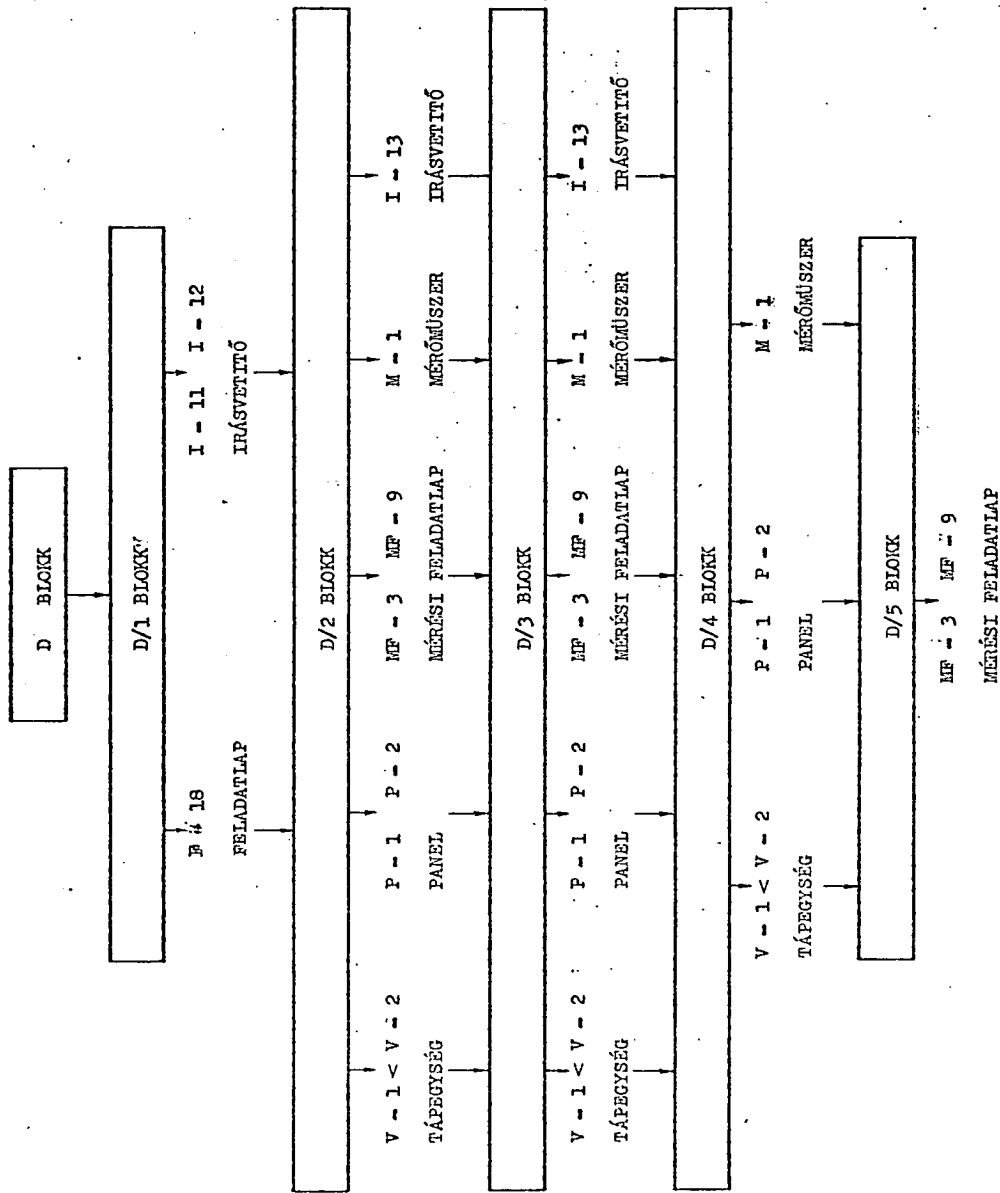 D BLOKK
D/1 BLOKK
18 I - 11 I - 12
FELADATLAP IRÁSVETITŐ
D/2 BLOKK
V - 1 < V - 2 P - 1 P - 2 MF - 3 MF - 9 M - 1 I - 13
TÁPEGYSÉG PANEL MÉRÉSI FELADATLAP MÉRŐMÜSZER IRÁSVETITŐ
D/3 BLOKK
V - 1 < V - 2 P - 1 P - 2 MF - 3 MF - 9 M - 1 I - 13
TÁPEGYSÉG PANEL MÉRÉSI FELADATLAP MÉRŐMÜSZER IRÁSVETITŐ
D/4 BLOKK
V - 1 < V - 2 P - 1 P - 2 M - 1
TÁPEGYSÉG PANEL MÉRŐMÜSZER
D/5 BLOKK
MF - 3 MF - 9
MÉRÉSI FELADATLAP